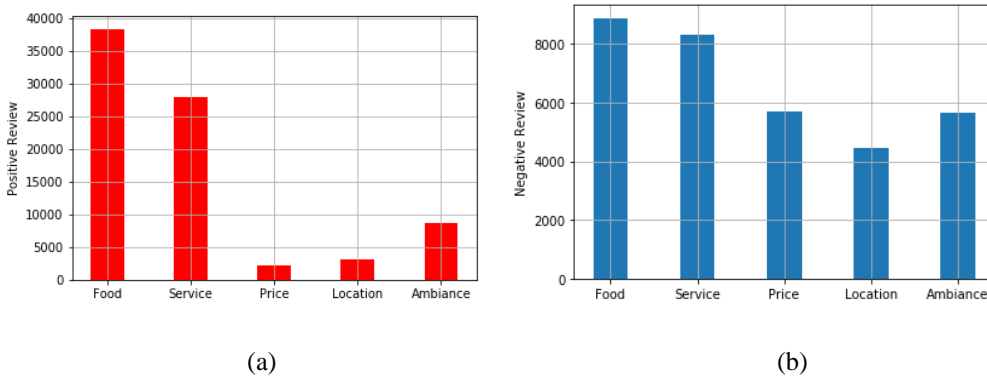 Positive Review
40000
35000
30000
25000
20000
15000
10000
5000
0
Food Service Price Location Ambiance
(a)
Negative Review
8000
6000
4000
2000
0
Food Service Price Location Ambiance
(b)